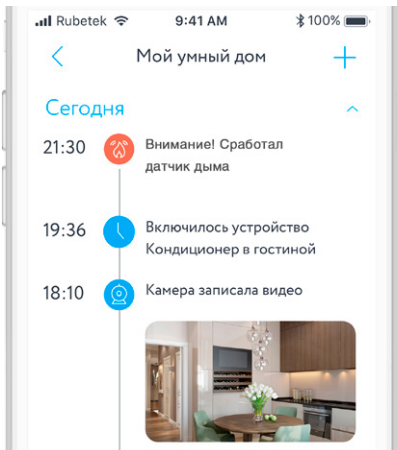 Rubetek 9:41 AM 100%
Мой умный дом
Сегодня
21:30 Внимание! Сработал
датчик дыма
19:36 Включилось устройство
Кондиционер в гостиной
18:10 Камера записала видео